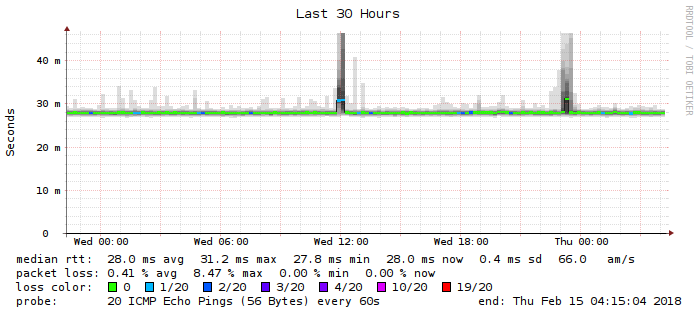 Last 30 Hours
RRDTOOL / TOBI OETIKER
Seconds
40 m
30 m
20 m
10 m
0
Wed 00:00 Wed 06:00 Wed 12:00 Wed 18:00 Thu 00:00
median rtt: 28.0 ms avg 31.2 ms max 27.8 ms min 28.0 ms now 0.4 ms sd 66.0 am/s
packet loss: 0.41 % avg 8.47 % max 0.00 % min 0.00 % now
loss color: 0 1/20 2/20 3/20 4/20 10/20 19/20
probe: 20 ICMP Echo Pings (56 Bytes) every 60s end: Thu Feb 15 04:15:04 2018